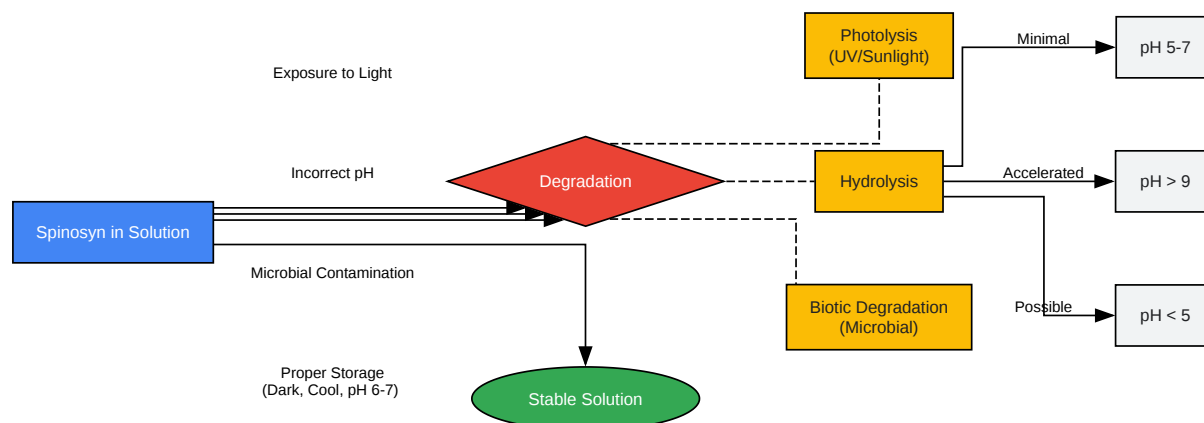 Photolysis
(UV/Sunlight)
Minimal
pH 5-7
Exposure to Light
Incorrect pH
Degradation
Hydrolysis
Accelerated
pH > 9
Spinosyn in Solution
Microbial Contamination
Biotic Degradation
(Microbial)
Possible
pH < 5
Proper Storage
(Dark, Cool, pH 6-7)
Stable Solution